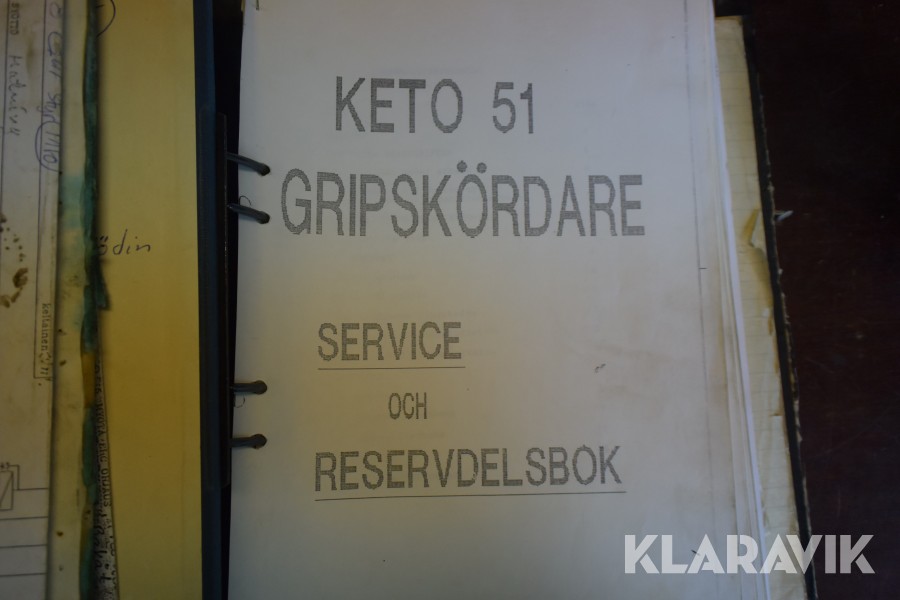 KETO 51
GRIPSKÖRDARE
SERVICE
OCH
RESERVDELSBOK
KLARAVIK